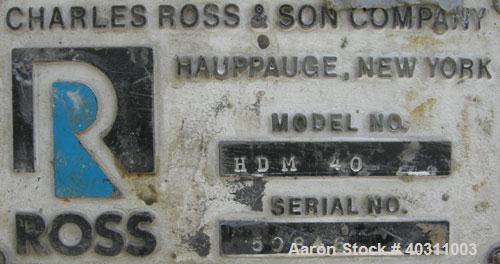 CHARLES ROSS & SON COMPANY
HAUPPAUGE, NEW YORK
MODEL NO.
HDM 40
SERIAL NO.
R
ROSS
Aaron Stock # 40311003